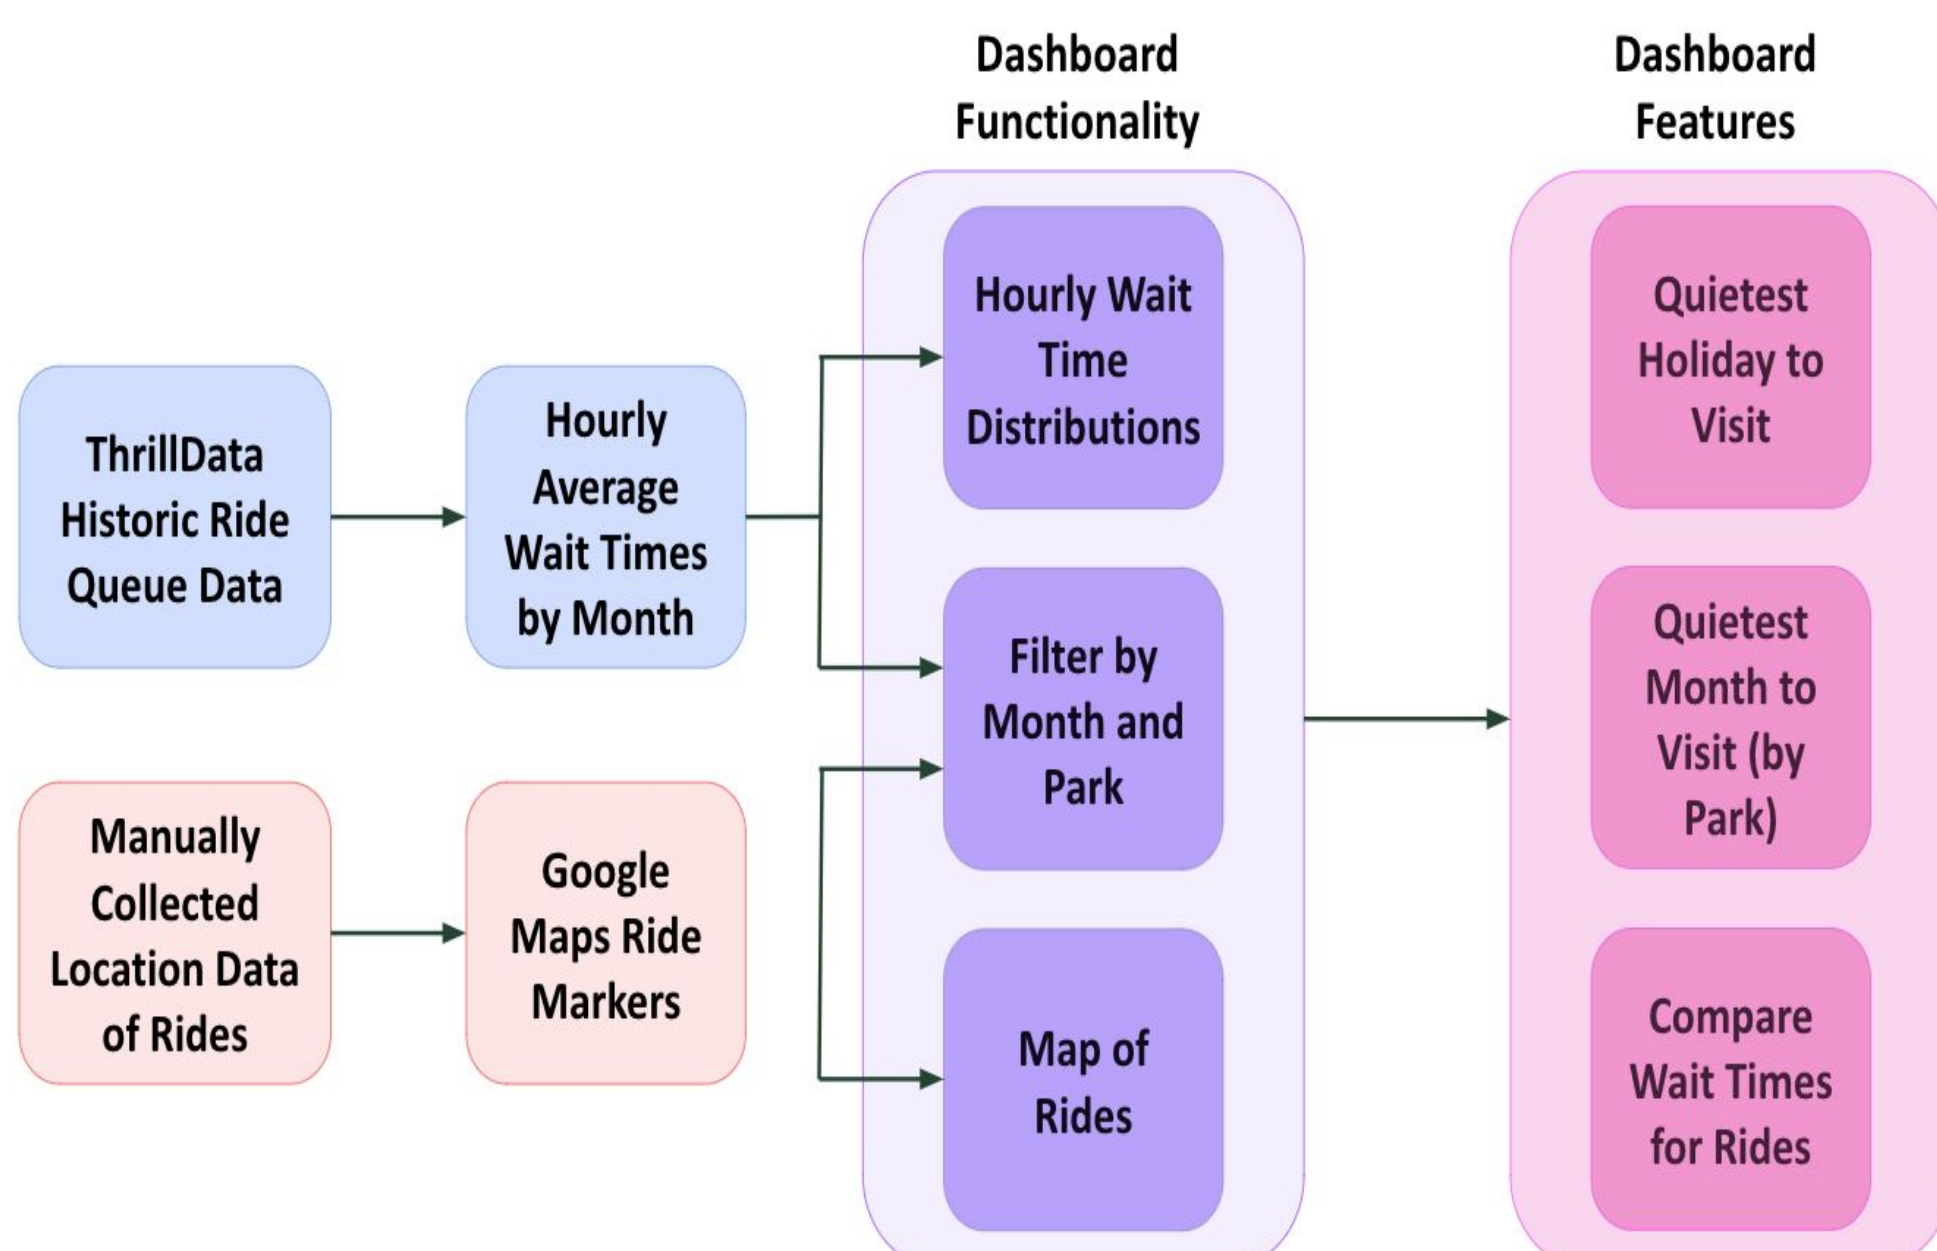 Dashboard
Functionality
Dashboard
Features
ThrillData
Historic Ride
Queue Data
Hourly
Average
Wait Times
by Month
Hourly Wait
Time
Distributions
Quietest
Holiday to
Visit
Filter by
Month and
Park
Quietest
Month to
Visit (by
Park)
Manually
Collected
Location Data
of Rides
Google
Maps Ride
Markers
Map of
Rides
Compare
Wait Times
for Rides